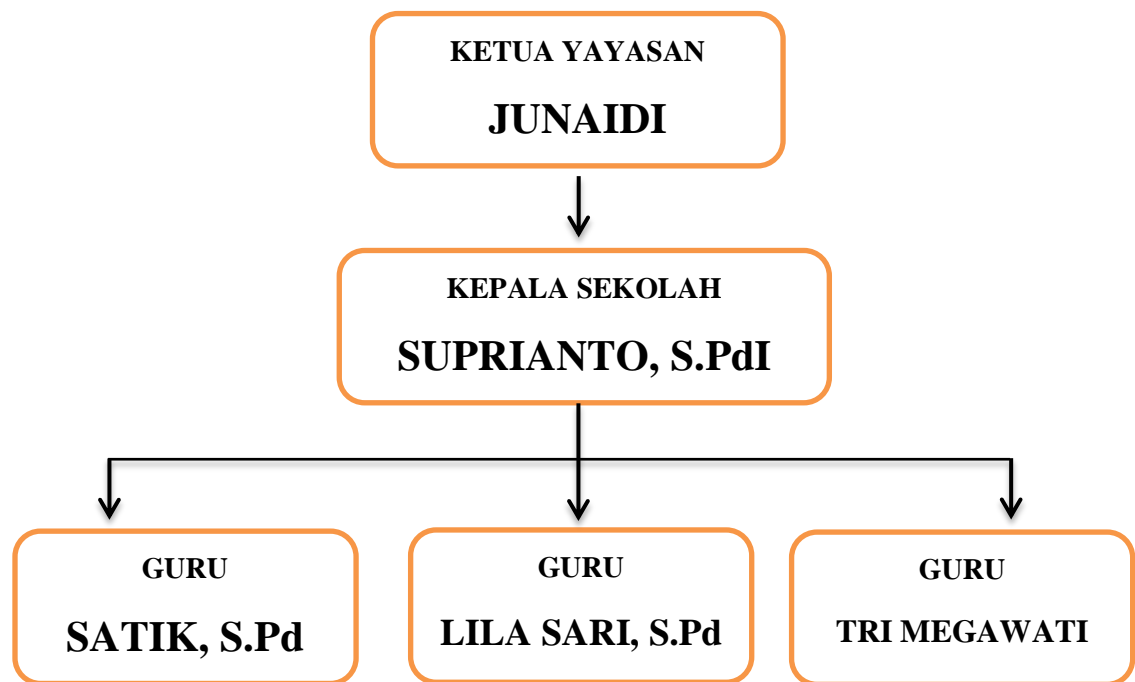 KETUA YAYASAN
JUNAIDI
KEPALA SEKOLAH
SUPRIANTO, S.PdI
GURU
SATIK, S.Pd
GURU
LILA SARI, S.Pd
GURU
TRI MEGAWATI